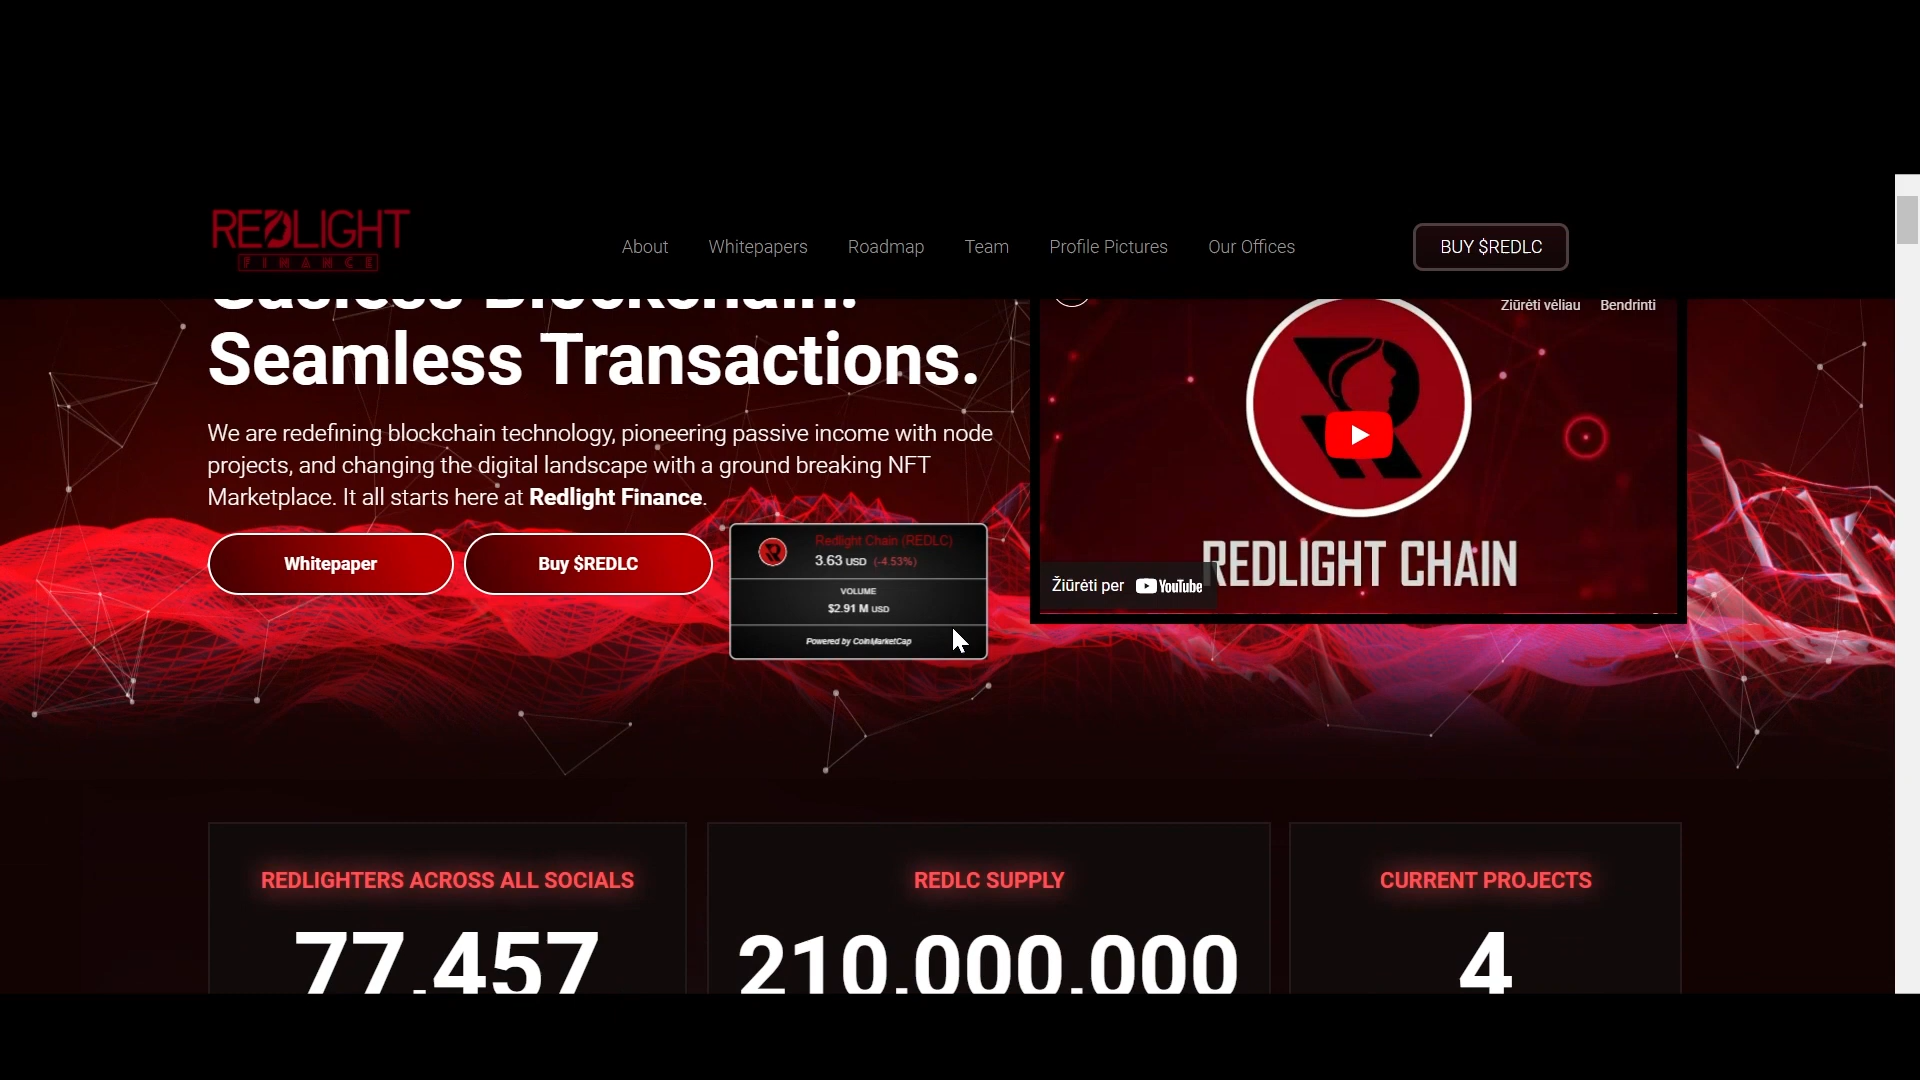 REDLIGHT
FINANCE
About Whitepapers Roadmap Team Profile Pictures Our Offices
BUY $REDLC
Gasless Blockchain.
Seamless Transactions.
We are redefining blockchain technology, pioneering passive income with node
projects, and changing the digital landscape with a ground breaking NFT
Marketplace. It all starts here at Redlight Finance.
Whitepaper
Buy $REDLC
Redlight Chain (REDLC)
3.63 USD (-4.53%)
VOLUME
$2.91 M USD
Powered by CoinMarketCap
Žiūrėti vėliau Bendrinti
REDLIGHT CHAIN
Žiūrėti per YouTube
REDLIGHTERS ACROSS ALL SOCIALS
77,457
REDLC SUPPLY
210,000,000
CURRENT PROJECTS
4